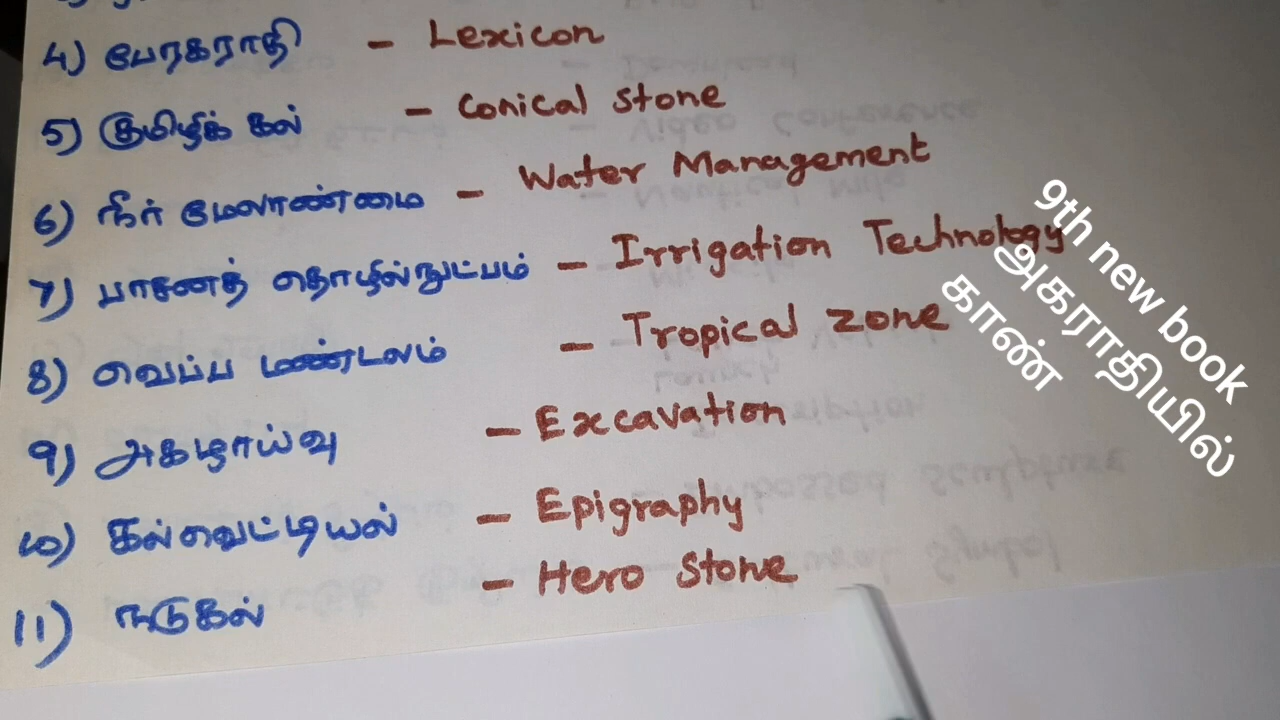 4) பேரகராதி - Lexicon
5) குமிழிக் கல் - Conical Stone
6) நீர் மேலாண்மை - Water Management
7) பாசனத் தொழில்நுட்பம் - Irrigation Technology
8) வெப்ப மண்டலம் - Tropical Zone
9) அகழாய்வு - Excavation
10) கல்வெட்டியல் - Epigraphy
11) நடுகல் - Hero Stone
9th new book
அகராதியில்
காண்